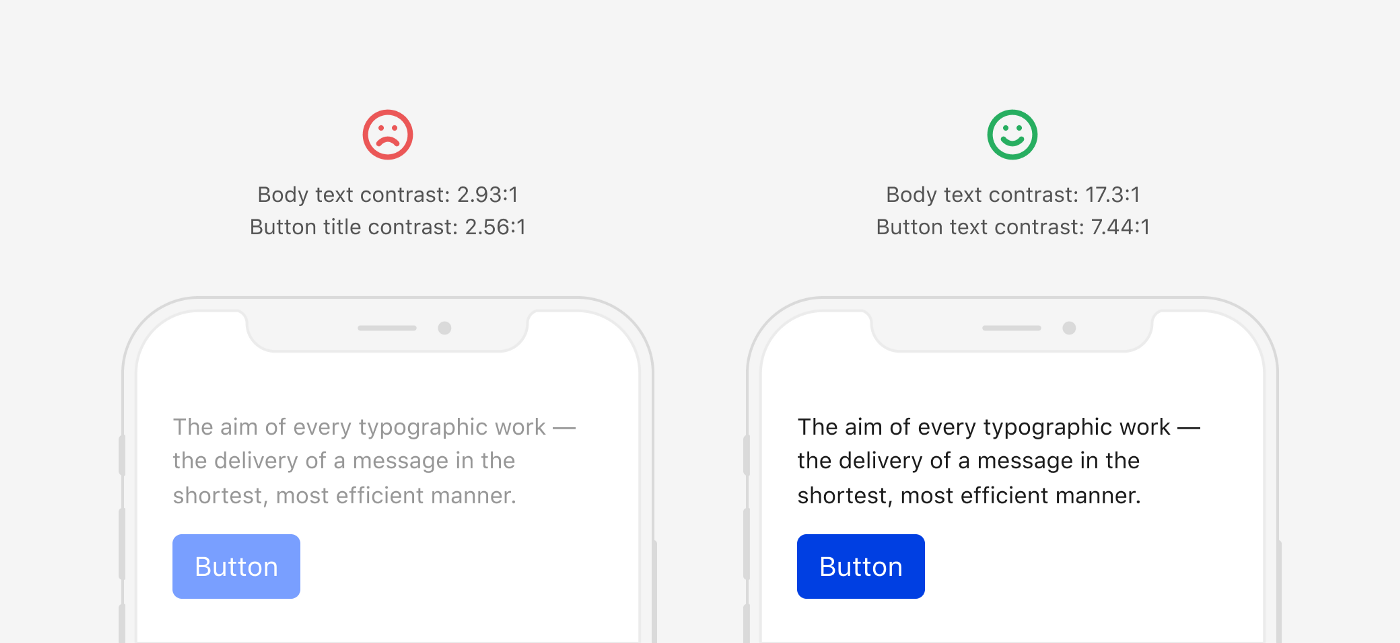 Body text contrast: 2.93:1
Button title contrast: 2.56:1
The aim of every typographic work —
the delivery of a message in the
shortest, most efficient manner.
Button
Body text contrast: 17.3:1
Button text contrast: 7.44:1
The aim of every typographic work —
the delivery of a message in the
shortest, most efficient manner.
Button